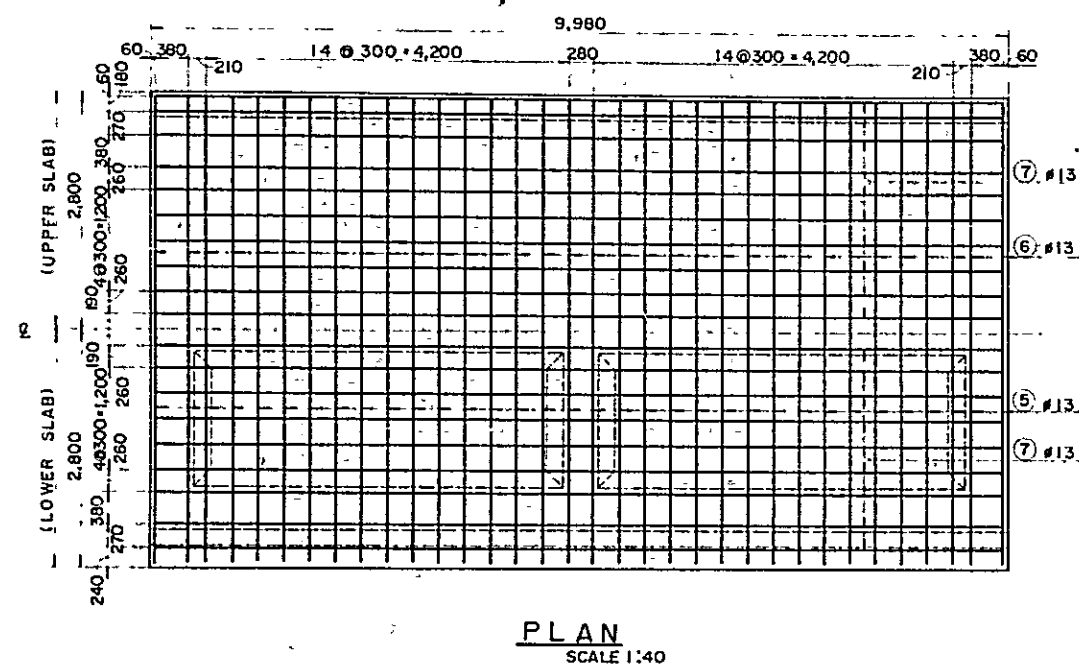 9,980
60 380 14 @ 300 = 4,200 280 14 @ 300 = 4,200 380 60
210 210
60
180
270
380
260
4@300=1,200
260
190
2,800
(UPPER SLAB)
190
260
4@300=1,200
260
380
270
240
2,800
(LOWER SLAB)
⑦ ø13
⑥ ø13
⑤ ø13
⑦ ø13
PLAN
SCALE 1:40